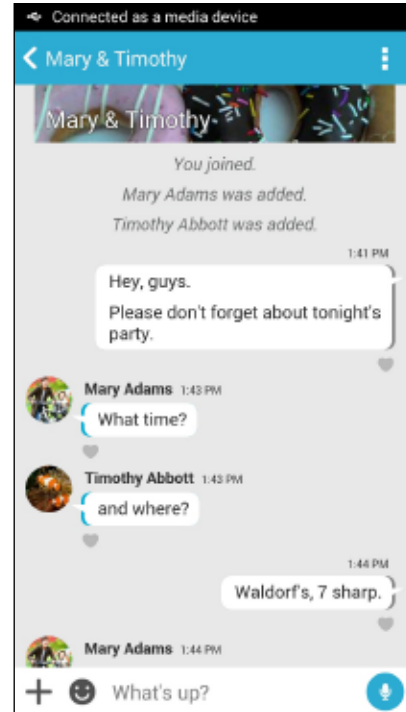 Connected as a media device
Mary & Timothy
Mary & Timothy
You joined.
Mary Adams was added.
Timothy Abbott was added.
1:41 PM
Hey, guys.
Please don't forget about tonight's
party.
Mary Adams 1:43 PM
What time?
Timothy Abbott 1:43 PM
and where?
1:44 PM
Waldorf's, 7 sharp.
Mary Adams 1:44 PM
What's up?